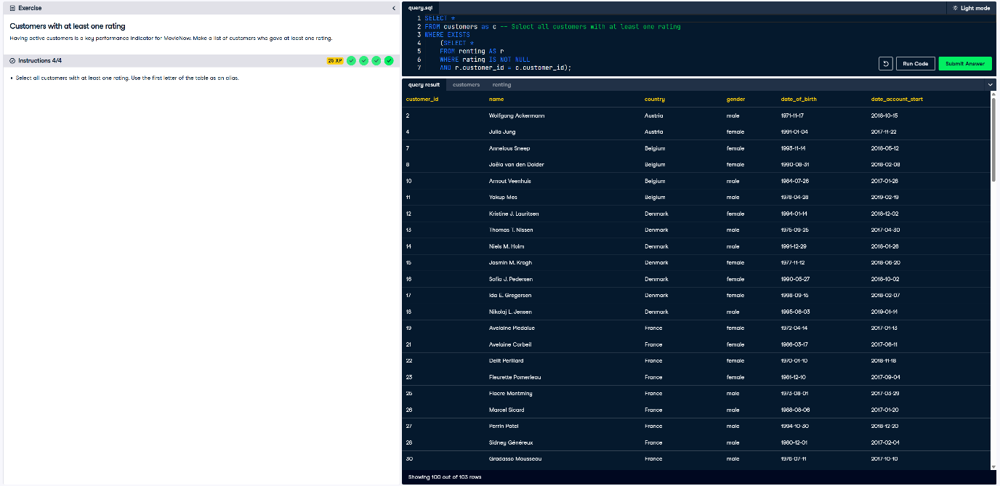 Exercise
Customers with at least one rating
Having active customers is a key performance indicator for MovieNow. Make a list of customers who gave at least one rating.
Instructions 4/4
25 XP
Select all customers with at least one rating. Use the first letter of the table as an alias.
query.sql
Light mode
1 SELECT *
2 FROM customers as c -- Select all customers with at least one rating
3 WHERE EXISTS
4 (SELECT *
5 FROM renting AS r
6 WHERE rating IS NOT NULL
7 AND r.customer_id = c.customer_id);
Run Code
Submit Answer
query result customers renting
customer_id name country gender date_of_birth date_account_start
2 Wolfgang Ackermann Austria male 1971-11-17 2018-10-15
4 Julia Jung Austria female 1991-01-04 2017-11-22
7 Annelous Sneep Belgium female 1993-11-14 2018-05-12
8 Jaëla van den Dolder Belgium female 1990-08-31 2018-02-08
10 Arnout Veenhuis Belgium male 1984-07-26 2017-01-28
11 Yakup Mes Belgium male 1978-04-28 2019-02-19
12 Kristine J. Lauritsen Denmark female 1994-01-14 2018-12-02
13 Thomas T. Nissen Denmark male 1975-09-25 2017-04-30
14 Niels M. Holm Denmark male 1991-12-29 2018-01-26
15 Jasmin M. Krogh Denmark female 1977-11-12 2018-06-20
16 Sofia J. Pedersen Denmark female 1990-05-27 2018-10-02
17 Ida E. Gregersen Denmark female 1998-09-15 2018-02-07
18 Nikolaj L. Jensen Denmark male 1995-06-03 2019-01-14
19 Avelaine Piedalue France female 1972-04-14 2017-01-13
21 Avelaine Corbeil France female 1986-03-17 2017-06-11
22 Delit Perillard France female 1970-01-10 2018-11-18
23 Fleurette Pomerleau France female 1981-12-10 2017-09-04
25 Fiacre Montminy France male 1973-08-01 2017-03-29
26 Marcel Sicard France male 1988-08-06 2017-01-20
27 Perrin Patel France male 1994-10-30 2018-12-20
28 Sidney Généreux France male 1980-12-01 2017-02-04
30 Gradasso Mousseau France male 1976-07-11 2017-10-10
Showing 100 out of 103 rows